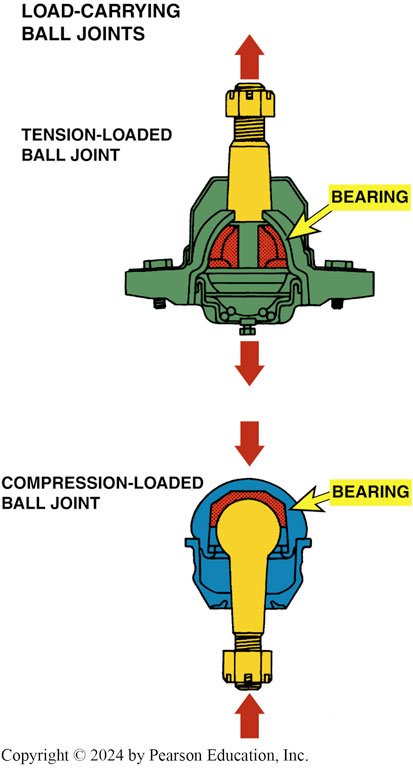 LOAD-CARRYING
BALL JOINTS
TENSION-LOADED
BALL JOINT
BEARING
COMPRESSION-LOADED
BALL JOINT
BEARING
Copyright © 2024 by Pearson Education, Inc.